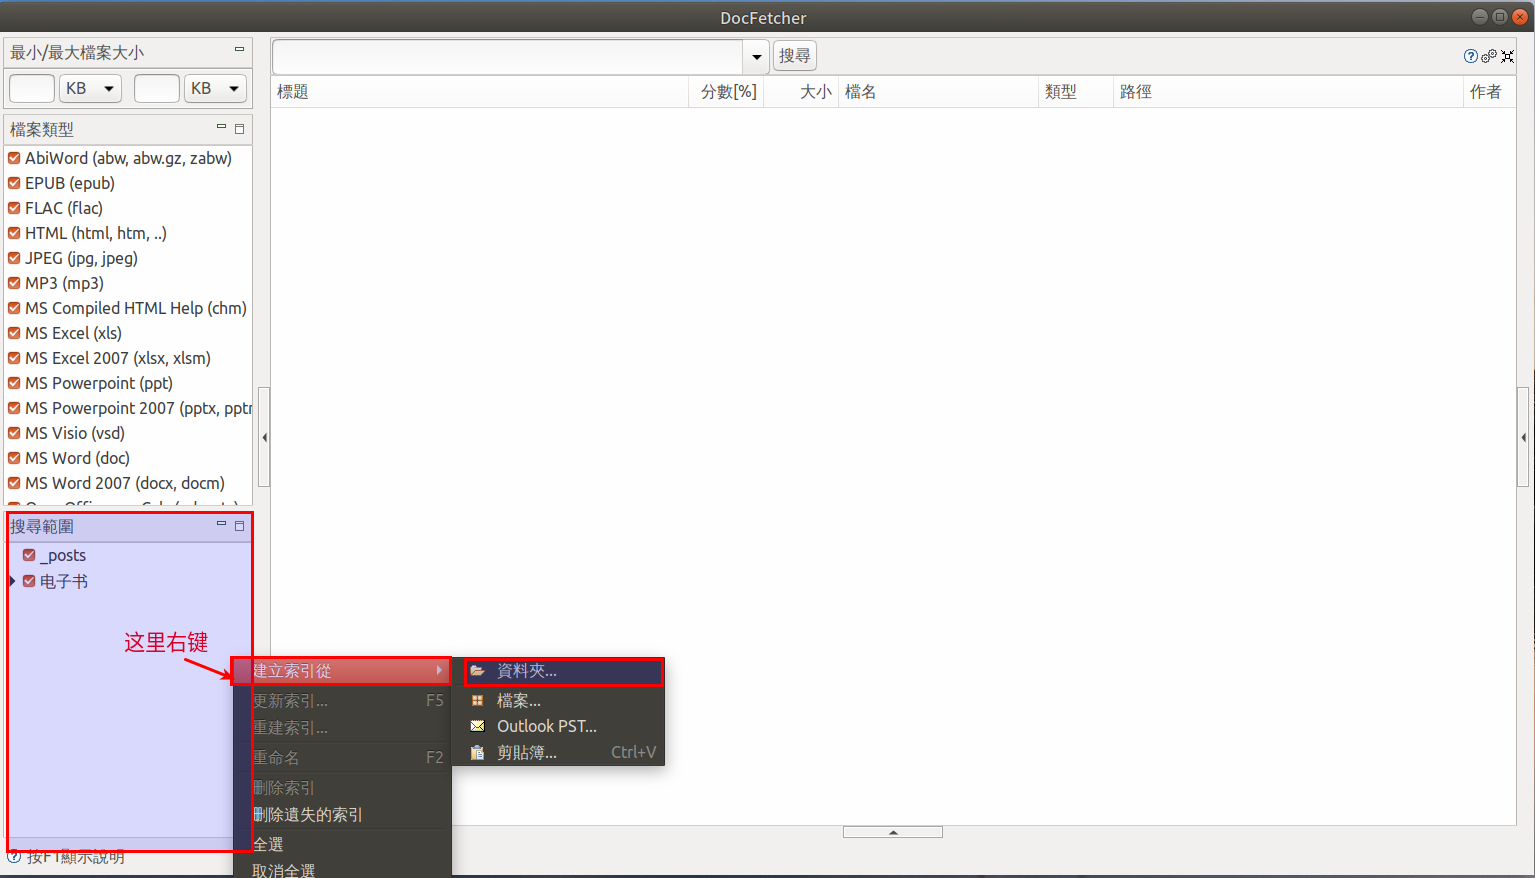 DocFetcher
最小/最大檔案大小
KB
KB
搜尋
標題 分數[%] 大小 檔名 類型 路徑 作者
檔案類型
AbiWord (abw, abw.gz, zabw)
EPUB (epub)
FLAC (flac)
HTML (html, htm, ..)
JPEG (jpg, jpeg)
MP3 (mp3)
MS Compiled HTML Help (chm)
MS Excel (xls)
MS Excel 2007 (xlsx, xlsm)
MS Powerpoint (ppt)
MS Powerpoint 2007 (pptx, pptm
MS Visio (vsd)
MS Word (doc)
MS Word 2007 (docx, docm)
搜尋範圍
_posts
电子书
这里右键
建立索引從
更新索引... F5
重建索引...
重命名 F2
刪除索引
刪除遺失的索引
全選
取消全選
資料夾...
檔案...
Outlook PST...
剪貼簿... Ctrl+V
按F1顯示說明